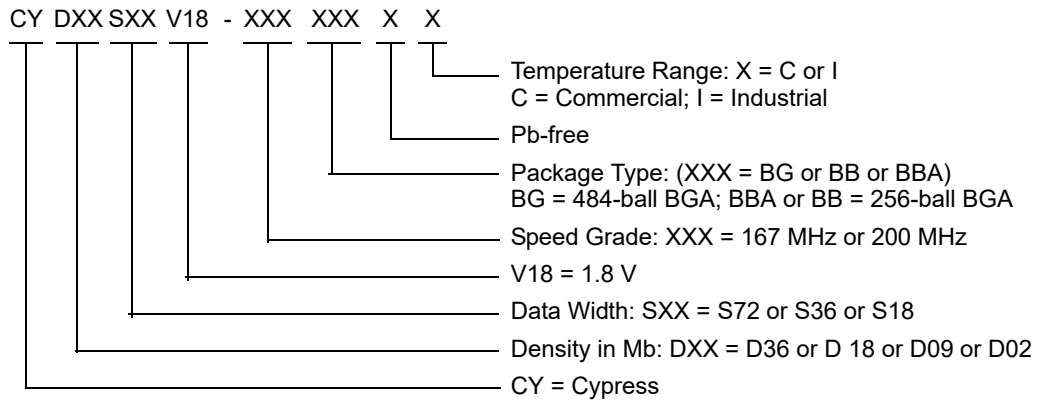 CY DXX SXX V18 - XXX XXX X X
Temperature Range: X = C or I
C = Commercial; I = Industrial
Pb-free
Package Type: (XXX = BG or BB or BBA)
BG = 484-ball BGA; BBA or BB = 256-ball BGA
Speed Grade: XXX = 167 MHz or 200 MHz
V18 = 1.8 V
Data Width: SXX = S72 or S36 or S18
Density in Mb: DXX = D36 or D 18 or D09 or D02
CY = Cypress